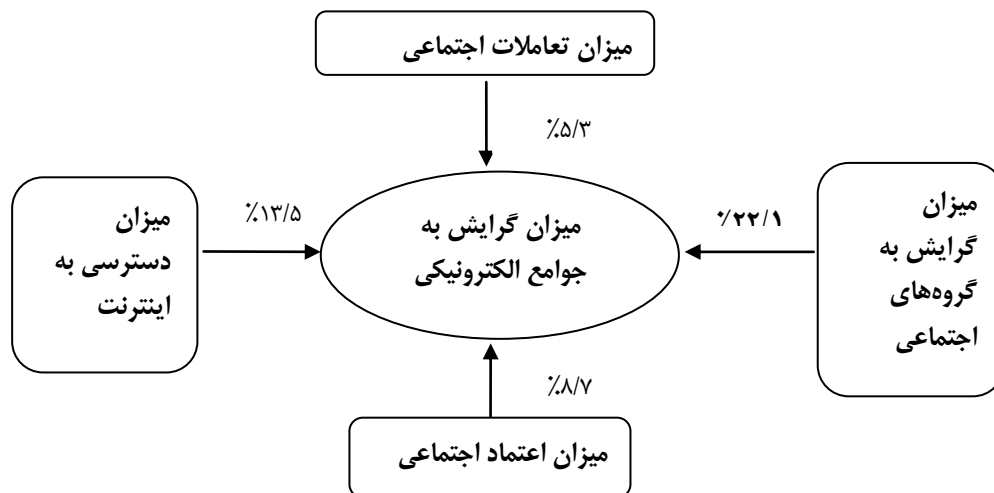 میزان تعاملات اجتماعی
٪۵/۳
میزان
گرایش به
گروه‌های
اجتماعی
٪۲۲/۱
میزان گرایش به
جوامع الکترونیکی
٪۱۳/۵
میزان
دسترسی به
اینترنت
٪۸/۷
میزان اعتماد اجتماعی